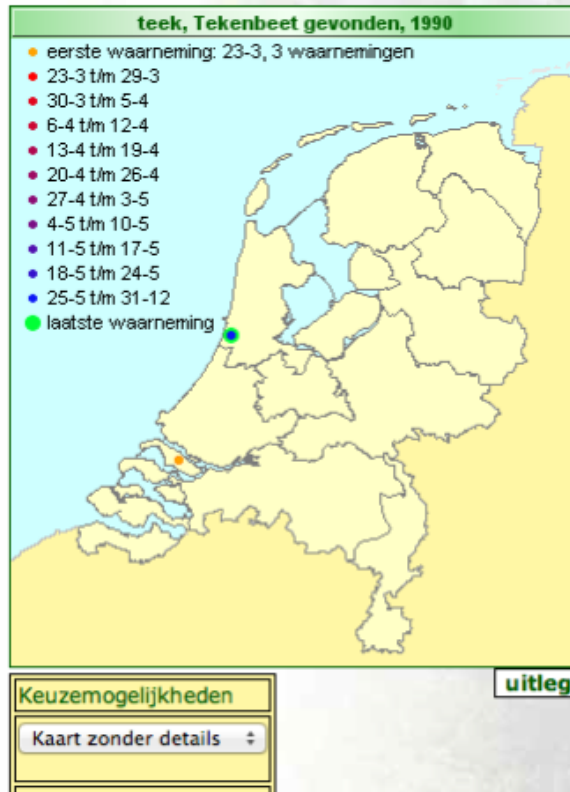 teek, Tekenbeet gevonden, 1990
eerste waarneming: 23-3, 3 waarnemingen
23-3 t/m 29-3
30-3 t/m 5-4
6-4 t/m 12-4
13-4 t/m 19-4
20-4 t/m 26-4
27-4 t/m 3-5
4-5 t/m 10-5
11-5 t/m 17-5
18-5 t/m 24-5
25-5 t/m 31-12
laatste waarneming
uitleg
Keuzemogelijkheden
Kaart zonder details